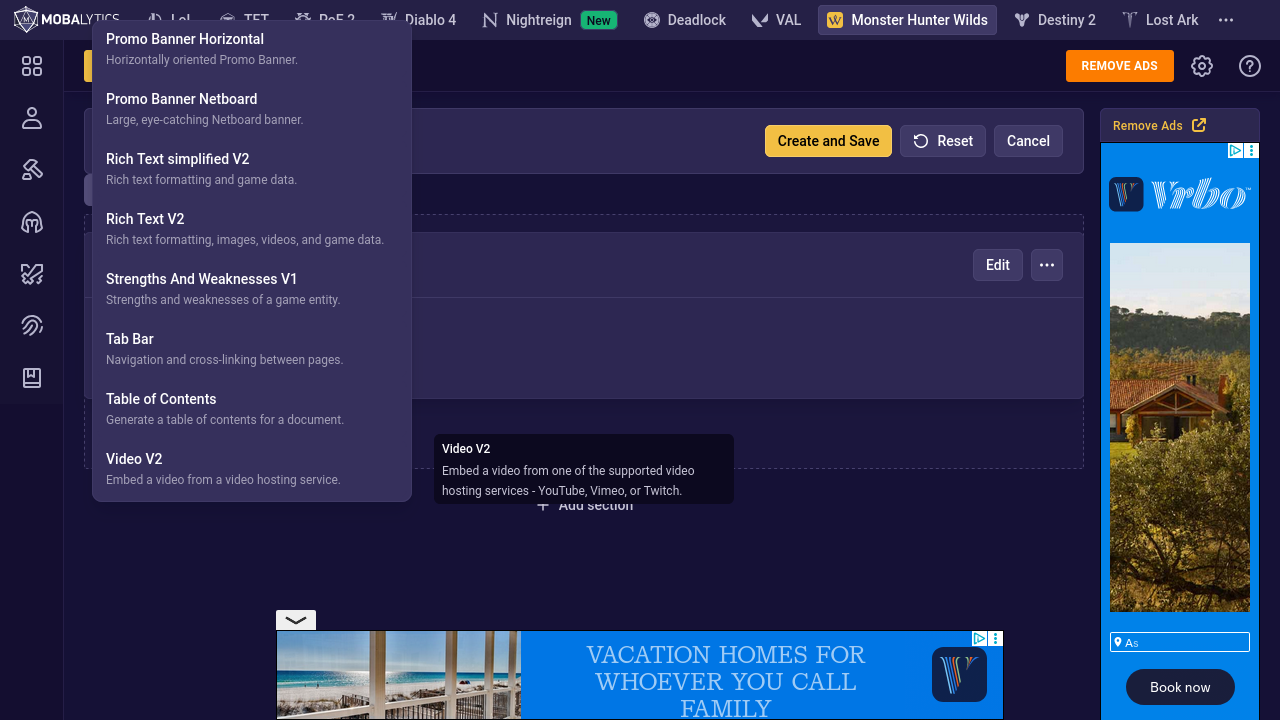 MOBALYTICS
LoL
TFT
PoE 2
Diablo 4
Nightreign
New
Deadlock
VAL
Monster Hunter Wilds
Destiny 2
Lost Ark
Promo Banner Horizontal
Horizontally oriented Promo Banner.
Promo Banner Netboard
Large, eye-catching Netboard banner.
Rich Text simplified V2
Rich text formatting and game data.
Rich Text V2
Rich text formatting, images, videos, and game data.
Strengths And Weaknesses V1
Strengths and weaknesses of a game entity.
Tab Bar
Navigation and cross-linking between pages.
Table of Contents
Generate a table of contents for a document.
Video V2
Embed a video from a video hosting service.
REMOVE ADS
Create and Save
Reset
Cancel
Edit
Video V2
Embed a video from one of the supported video
hosting services - YouTube, Vimeo, or Twitch.
Add section
Remove Ads
Vrbo
As
Book now
VACATION HOMES FOR
WHOEVER YOU CALL
FAMILY